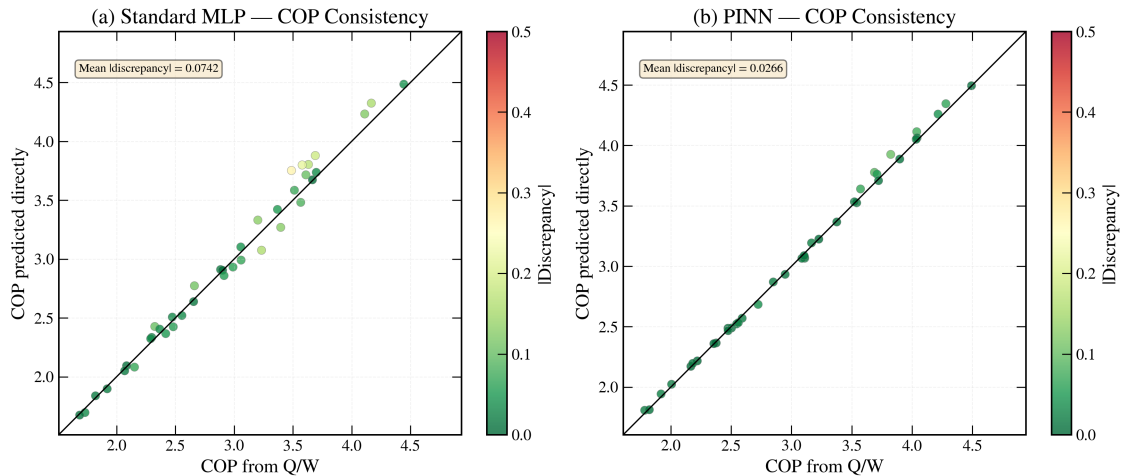 (a) Standard MLP — COP Consistency
Mean |discrepancy| = 0.0742
COP predicted directly
4.5
4.0
3.5
3.0
2.5
2.0
2.0 2.5 3.0 3.5 4.0 4.5
COP from Q/W
0.5
0.4
0.3
0.2
0.1
0.0
|Discrepancy|
(b) PINN — COP Consistency
Mean |discrepancy| = 0.0266
COP predicted directly
4.5
4.0
3.5
3.0
2.5
2.0
2.0 2.5 3.0 3.5 4.0 4.5
COP from Q/W
0.5
0.4
0.3
0.2
0.1
0.0
|Discrepancy|